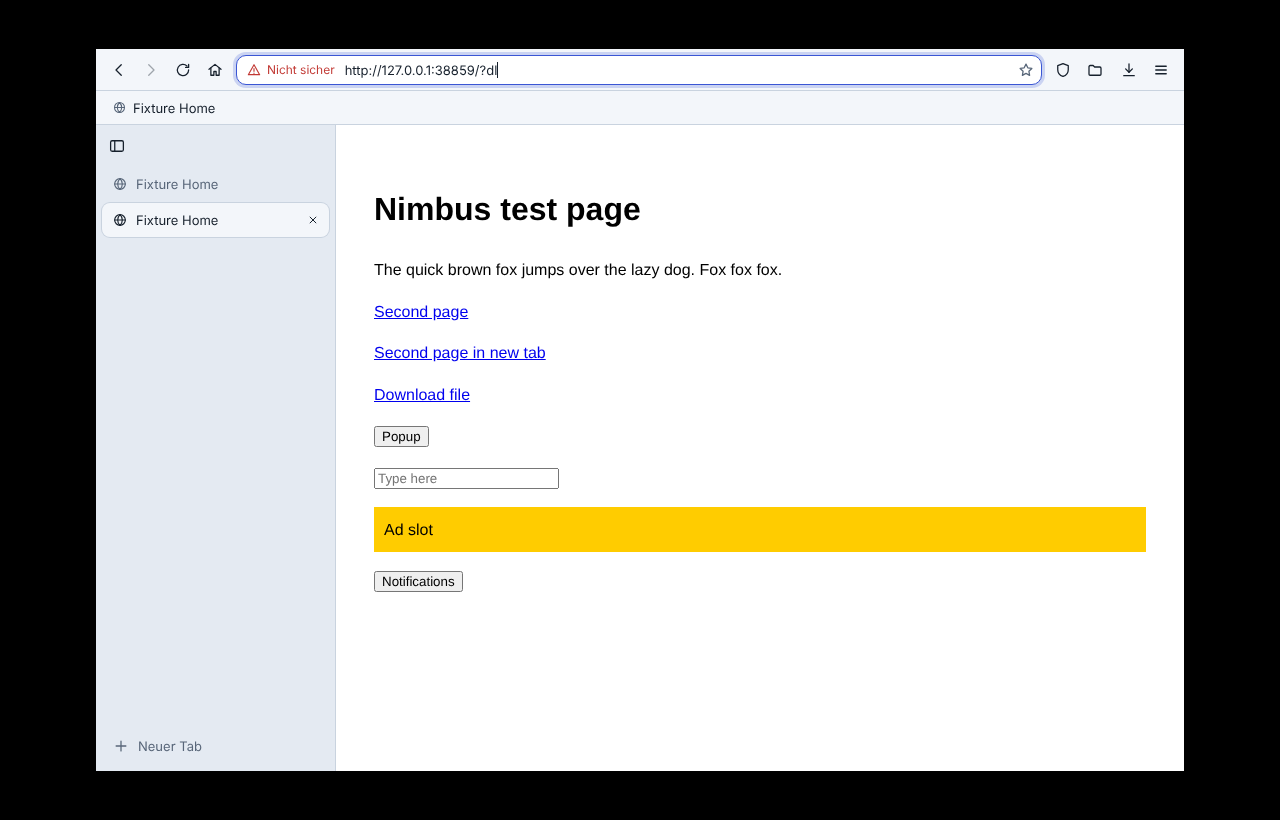 Nicht sicher http://127.0.0.1:38859/?dl
Fixture Home
Fixture Home
Fixture Home
Nimbus test page
The quick brown fox jumps over the lazy dog. Fox fox fox.
Second page
Second page in new tab
Download file
Popup
Type here
Ad slot
Notifications
Neuer Tab